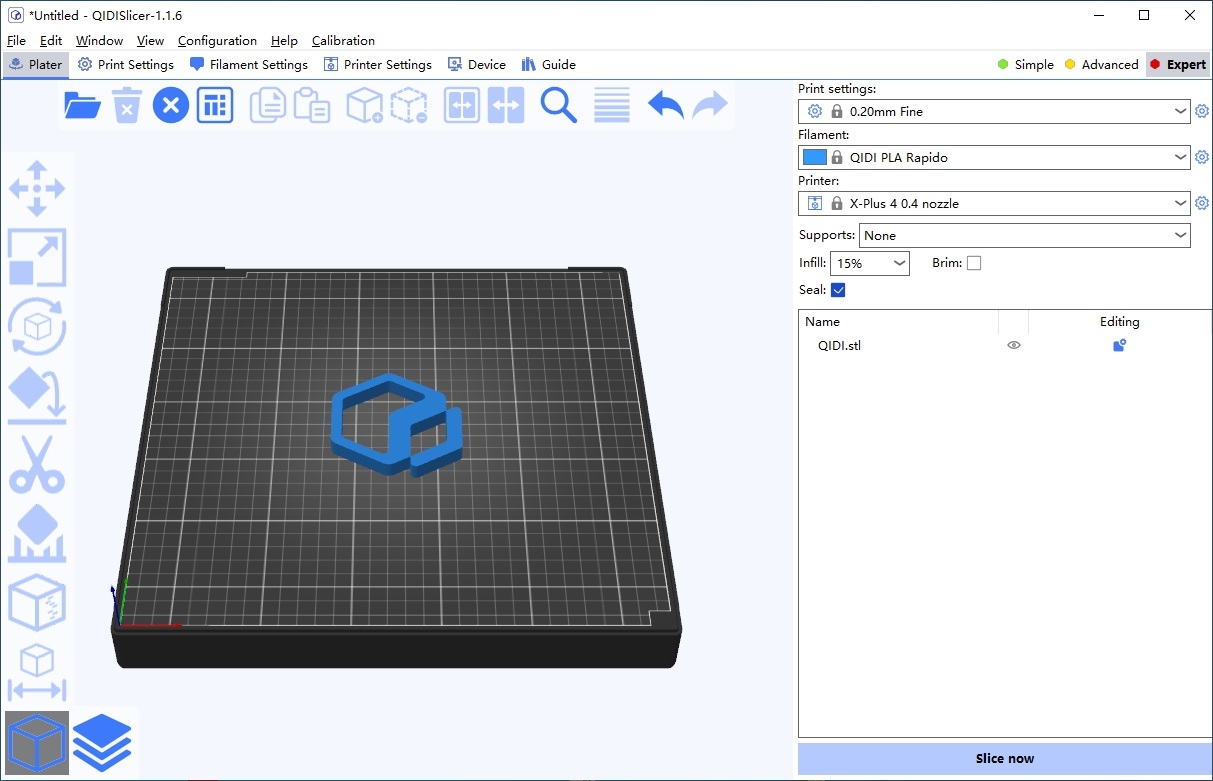 *Untitled - QIDISlicer-1.1.6
File Edit Window View Configuration Help Calibration
Plater Print Settings Filament Settings Printer Settings Device Guide Simple Advanced Expert
Print settings:
0.20mm Fine
Filament:
QIDI PLA Rapido
Printer:
X-Plus 4 0.4 nozzle
Supports: None
Infill: 15% Brim:
Seal:
Name Editing
QIDI.stl
Slice now